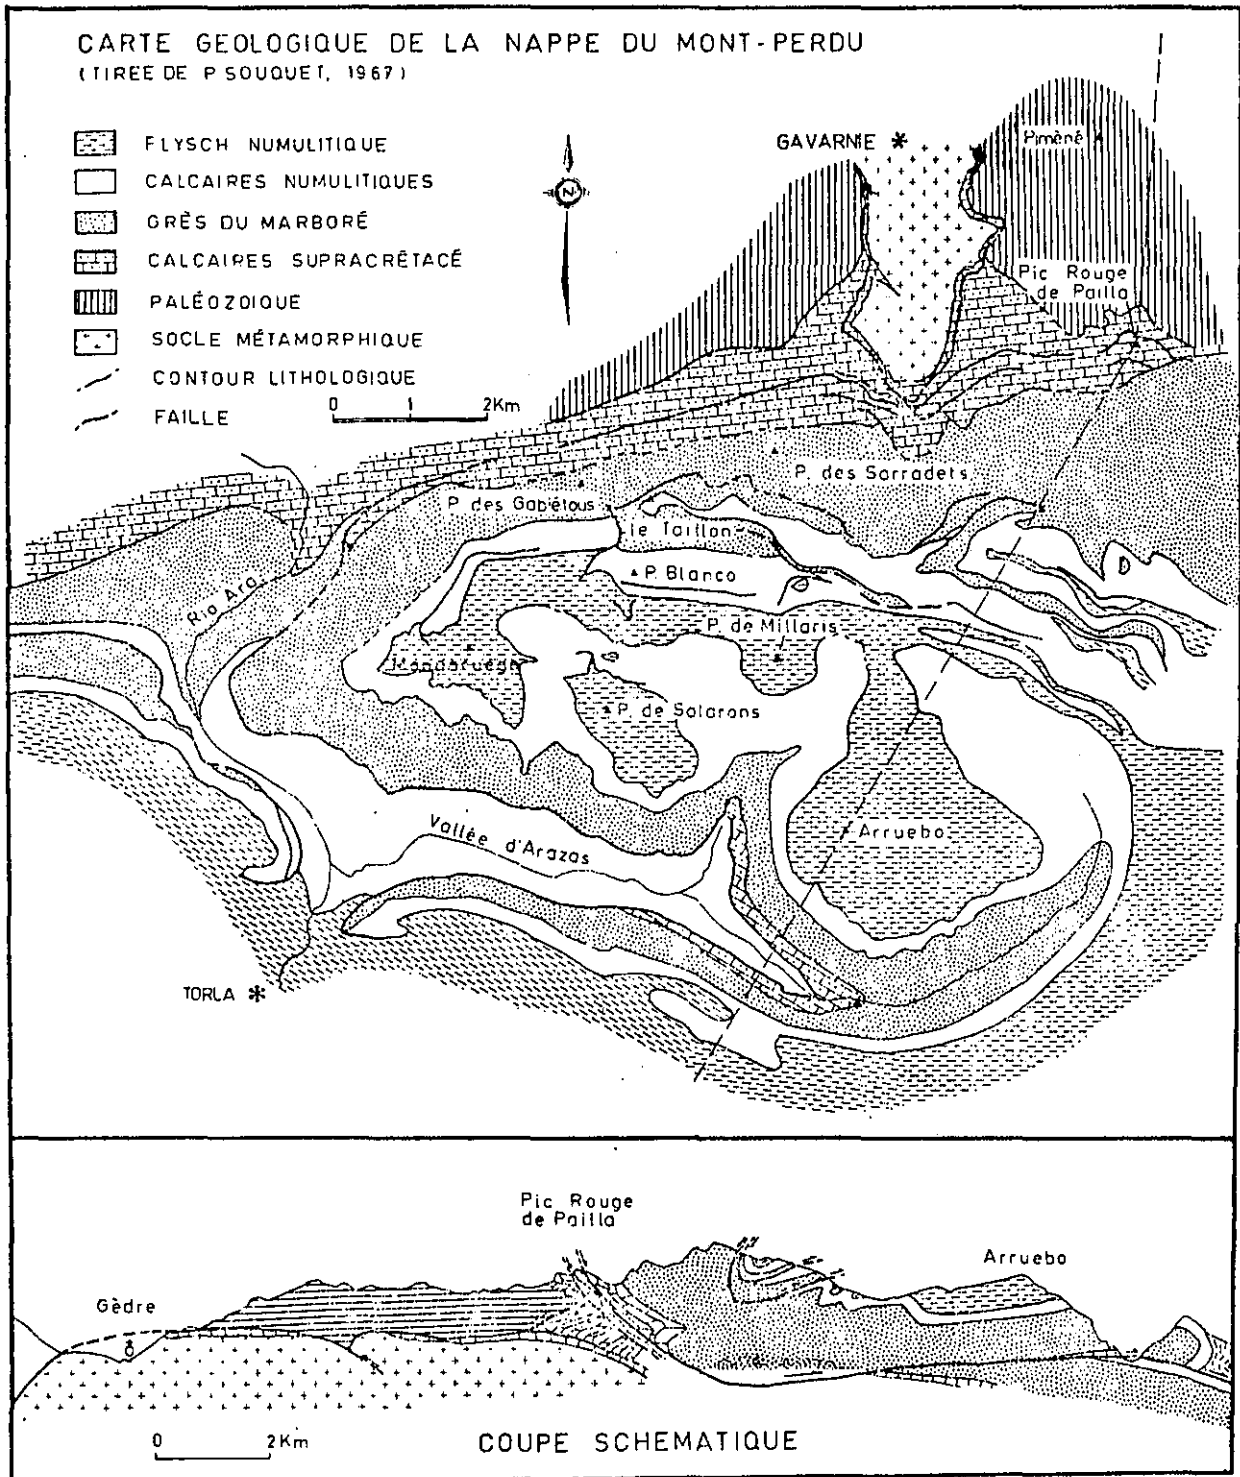 CARTE GEOLOGIQUE DE LA NAPPE DU MONT-PERDU
(TIREE DE P SOUQUET, 1967)
FLYSCH NUMULITIQUE
CALCAIRES NUMULITIQUES
GRÈS DU MARBORÉ
CALCAIRES SUPRACRÉTACÉ
PALÉOZOIQUE
SOCLE MÉTAMORPHIQUE
CONTOUR LITHOLOGIQUE
FAILLE
0 1 2Km
N
GAVARNIE *
Pimèné
Pic Rouge
de Pailla
P. des Sarradets
P. des Gabiétous
le Taillon
P. Blanco
Rio Ara
P. de Millaris
Mondaruego
P. de Salarons
Arruebo
Vallée d'Arazas
TORLA *
D
Pic Rouge
de Pailla
Arruebo
Gèdre
0 2Km
COUPE SCHEMATIQUE